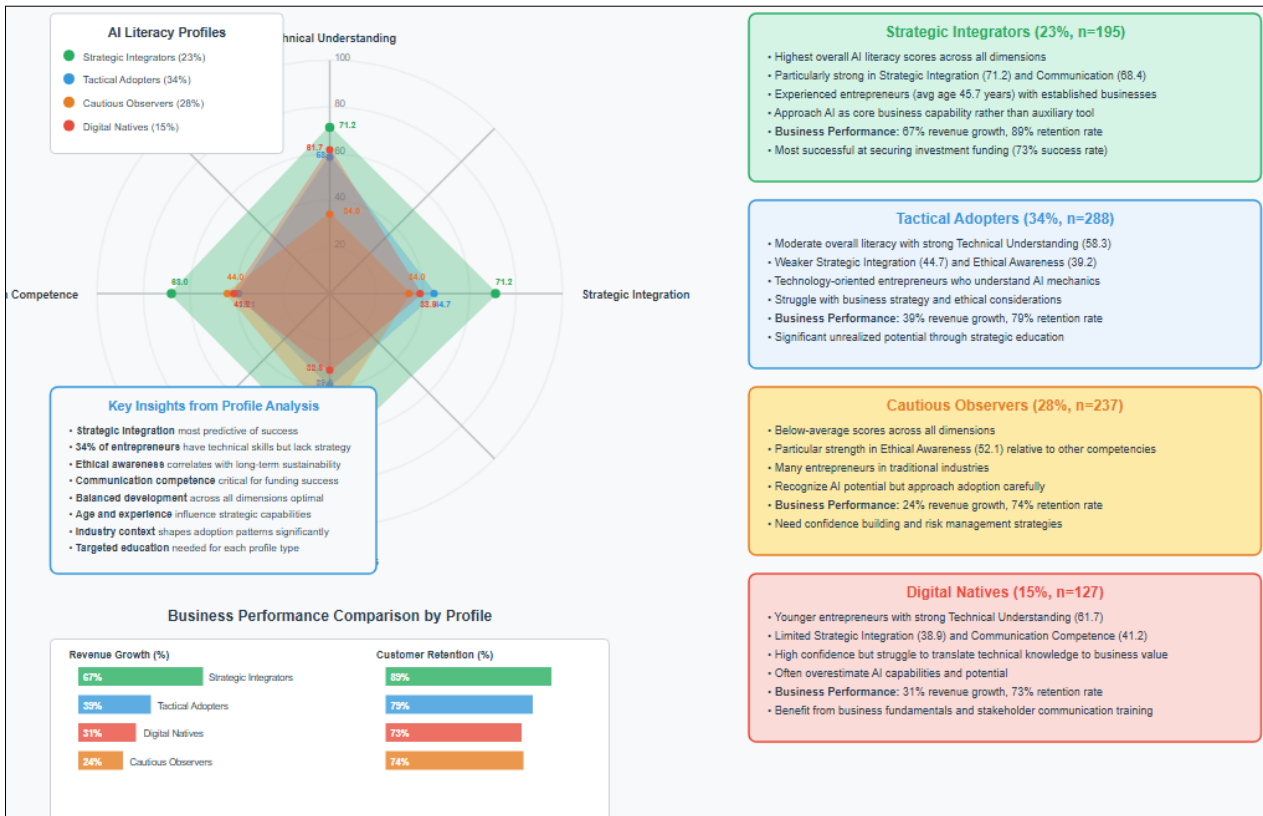 AI Literacy Profiles
Strategic Integrators (23%)
Tactical Adopters (34%)
Cautious Observers (28%)
Digital Natives (15%)
hnical Understanding
100
80
60
40
20
71.2
61.7
34.0
63.0
44.0
34.0
71.2
Competence
Strategic Integration
Key Insights from Profile Analysis
• Strategic Integration most predictive of success
• 34% of entrepreneurs have technical skills but lack strategy
• Ethical awareness correlates with long-term sustainability
• Communication competence critical for funding success
• Balanced development across all dimensions optimal
• Age and experience influence strategic capabilities
• Industry context shapes adoption patterns significantly
• Targeted education needed for each profile type
Business Performance Comparison by Profile
Revenue Growth (%)
67% Strategic Integrators
39% Tactical Adopters
31% Digital Natives
24% Cautious Observers
Customer Retention (%)
89%
79%
73%
74%
Strategic Integrators (23%, n=195)
• Highest overall AI literacy scores across all dimensions
• Particularly strong in Strategic Integration (71.2) and Communication (68.4)
• Experienced entrepreneurs (avg age 45.7 years) with established businesses
• Approach AI as core business capability rather than auxiliary tool
• Business Performance: 67% revenue growth, 89% retention rate
• Most successful at securing investment funding (73% success rate)
Tactical Adopters (34%, n=288)
• Moderate overall literacy with strong Technical Understanding (58.3)
• Weaker Strategic Integration (44.7) and Ethical Awareness (39.2)
• Technology-oriented entrepreneurs who understand AI mechanics
• Struggle with business strategy and ethical considerations
• Business Performance: 39% revenue growth, 79% retention rate
• Significant unrealized potential through strategic education
Cautious Observers (28%, n=237)
• Below-average scores across all dimensions
• Particular strength in Ethical Awareness (52.1) relative to other competencies
• Many entrepreneurs in traditional industries
• Recognize AI potential but approach adoption carefully
• Business Performance: 24% revenue growth, 74% retention rate
• Need confidence building and risk management strategies
Digital Natives (15%, n=127)
• Younger entrepreneurs with strong Technical Understanding (61.7)
• Limited Strategic Integration (38.9) and Communication Competence (41.2)
• High confidence but struggle to translate technical knowledge to business value
• Often overestimate AI capabilities and potential
• Business Performance: 31% revenue growth, 73% retention rate
• Benefit from business fundamentals and stakeholder communication training